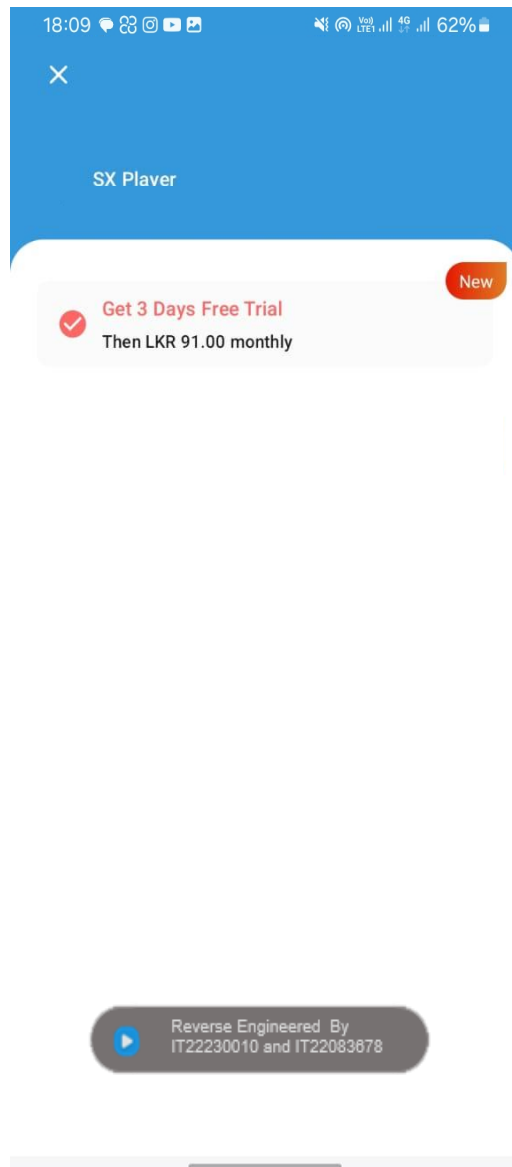 18:09 62%
SX Plaver
New
Get 3 Days Free Trial
Then LKR 91.00 monthly
Reverse Engineered By
IT22230010 and IT22083678